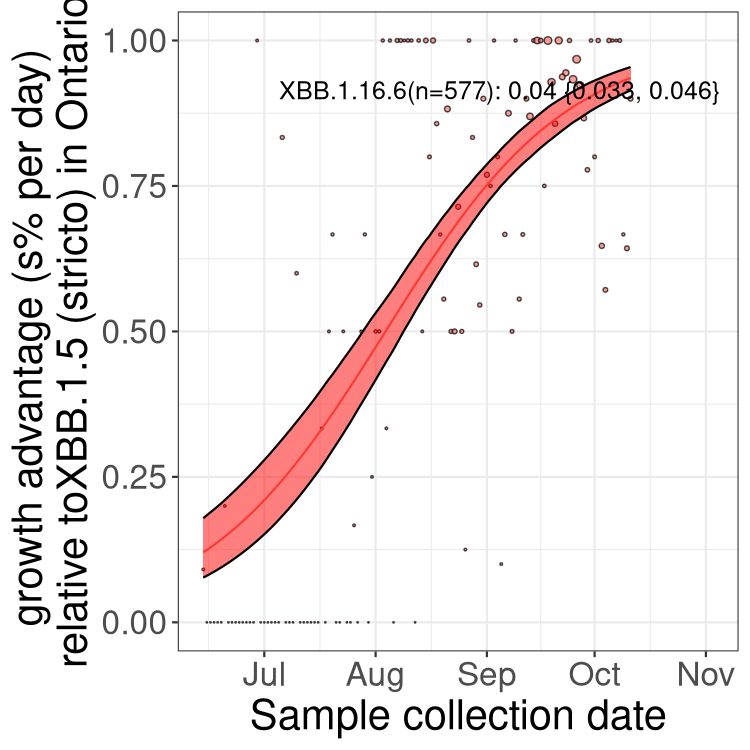 growth advantage (s% per day)
relative toXBB.1.5 (stricto) in Ontario
1.00
0.75
0.50
0.25
0.00
XBB.1.16.6(n=577): 0.04 {0.033, 0.046}
Jul Aug Sep Oct Nov
Sample collection date